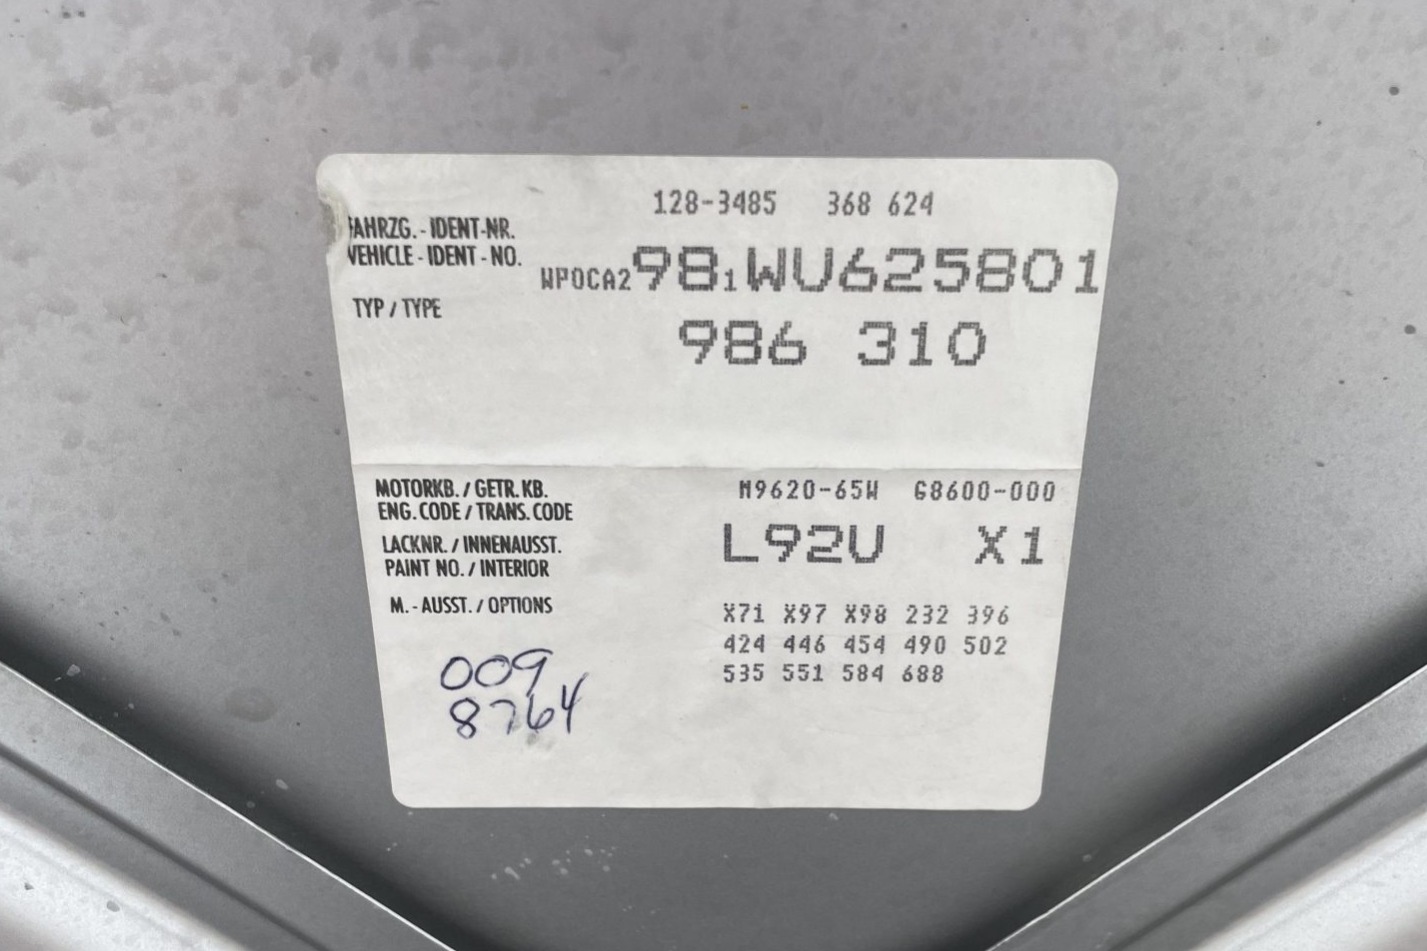 128-3485 368 624
FAHRZG.- IDENT-NR.
VEHICLE - IDENT - NO.
WP0CA2981WU625801
TYP / TYPE
986 310
MOTORKB. / GETR. KB.
ENG. CODE / TRANS. CODE
M9620-65W G8600-000
LACKNR. / INNENAUSST.
PAINT NO. / INTERIOR
L92U X1
M. - AUSST. / OPTIONS
X71 X97 X98 232 396
424 446 454 490 502
535 551 584 688
009
8764